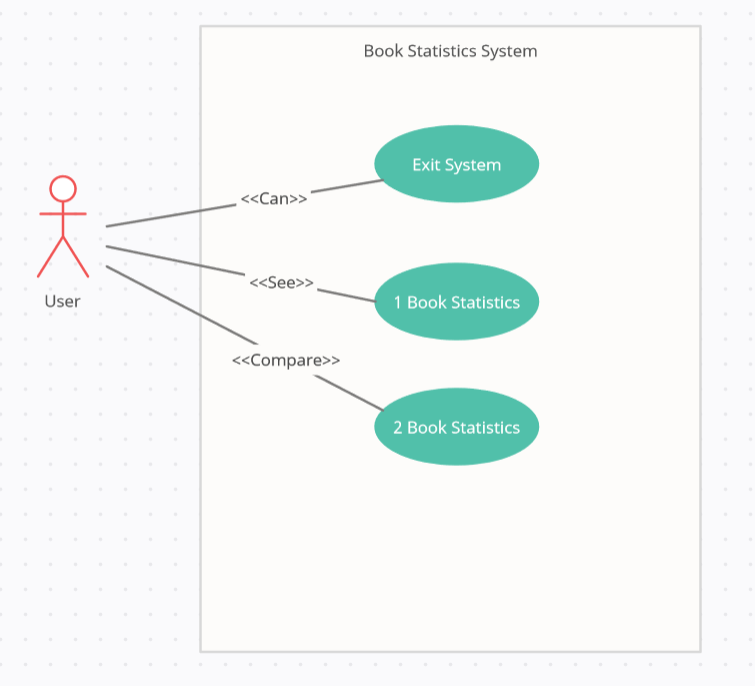 Book Statistics System
Exit System
<<Can>>
<<See>>
User
1 Book Statistics
<<Compare>>
2 Book Statistics